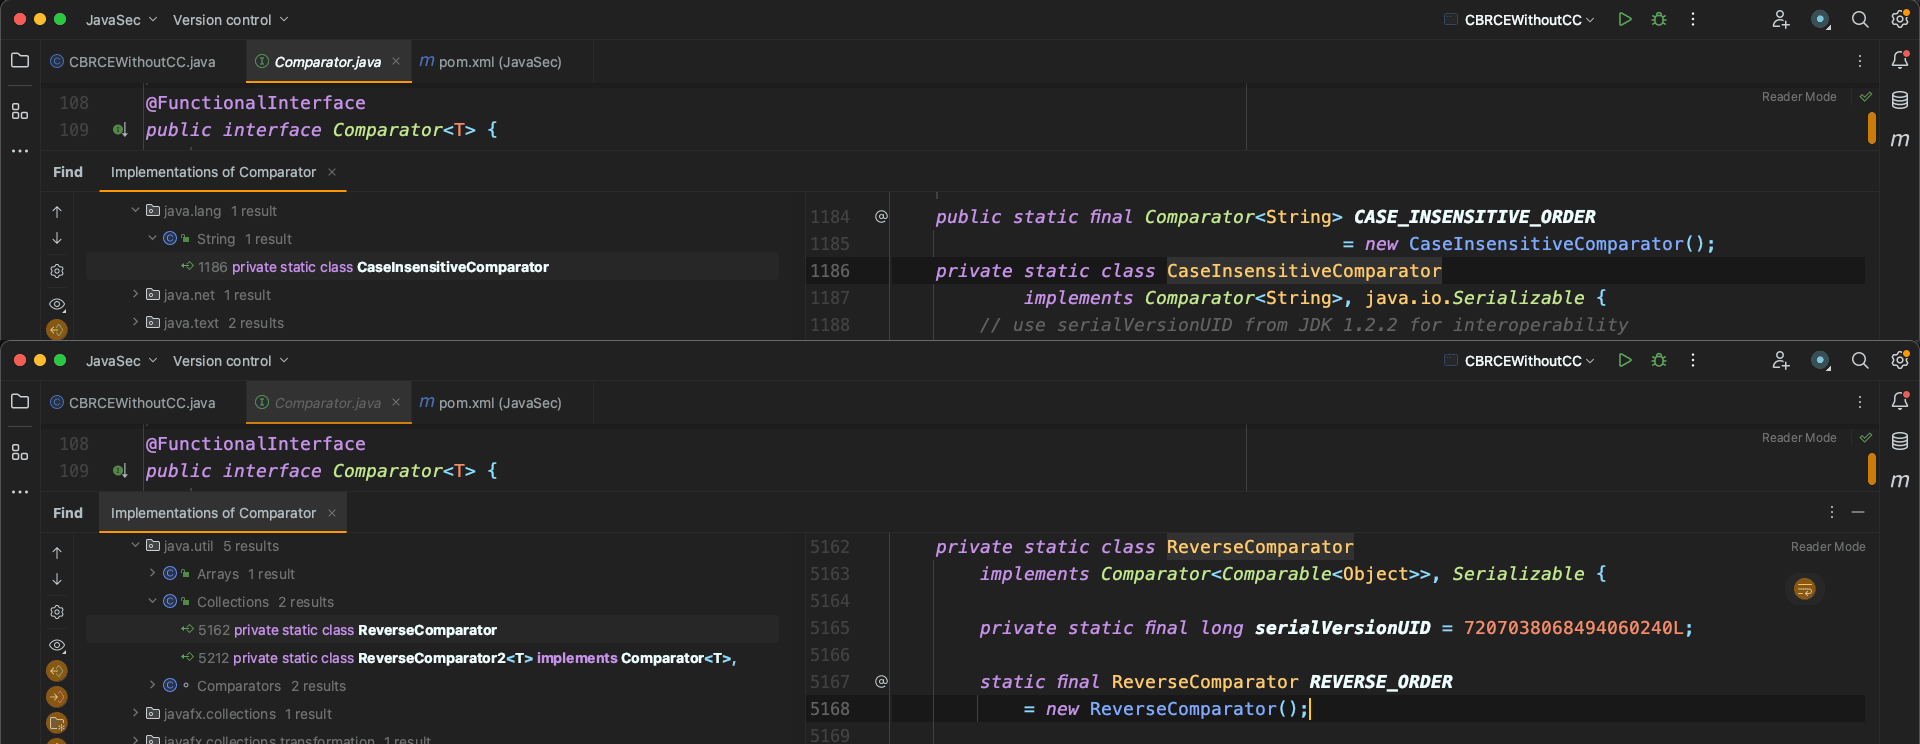 JavaSec Version control CBRCEWithoutCC
CBRCEWithoutCC.java Comparator.java pom.xml (JavaSec)
108 @FunctionalInterface Reader Mode
109 public interface Comparator<T> {
Find Implementations of Comparator
java.lang 1 result
String 1 result
1186 private static class CaseInsensitiveComparator
java.net 1 result
java.text 2 results
1184 @ public static final Comparator<String> CASE_INSENSITIVE_ORDER
1185 = new CaseInsensitiveComparator();
1186 private static class CaseInsensitiveComparator
1187 implements Comparator<String>, java.io.Serializable {
1188 // use serialVersionUID from JDK 1.2.2 for interoperability
JavaSec Version control CBRCEWithoutCC
CBRCEWithoutCC.java Comparator.java pom.xml (JavaSec)
108 @FunctionalInterface Reader Mode
109 public interface Comparator<T> {
Find Implementations of Comparator
java.util 5 results
Arrays 1 result
Collections 2 results
5162 private static class ReverseComparator
5212 private static class ReverseComparator2<T> implements Comparator<T>,
Comparators 2 results
javafx.collections 1 result
javafx.collections.transformation 1 result
5162 private static class ReverseComparator Reader Mode
5163 implements Comparator<Comparable<Object>>, Serializable {
5164
5165 private static final long serialVersionUID = 7207038068494060240L;
5166
5167 @ static final ReverseComparator REVERSE_ORDER
5168 = new ReverseComparator();
5169